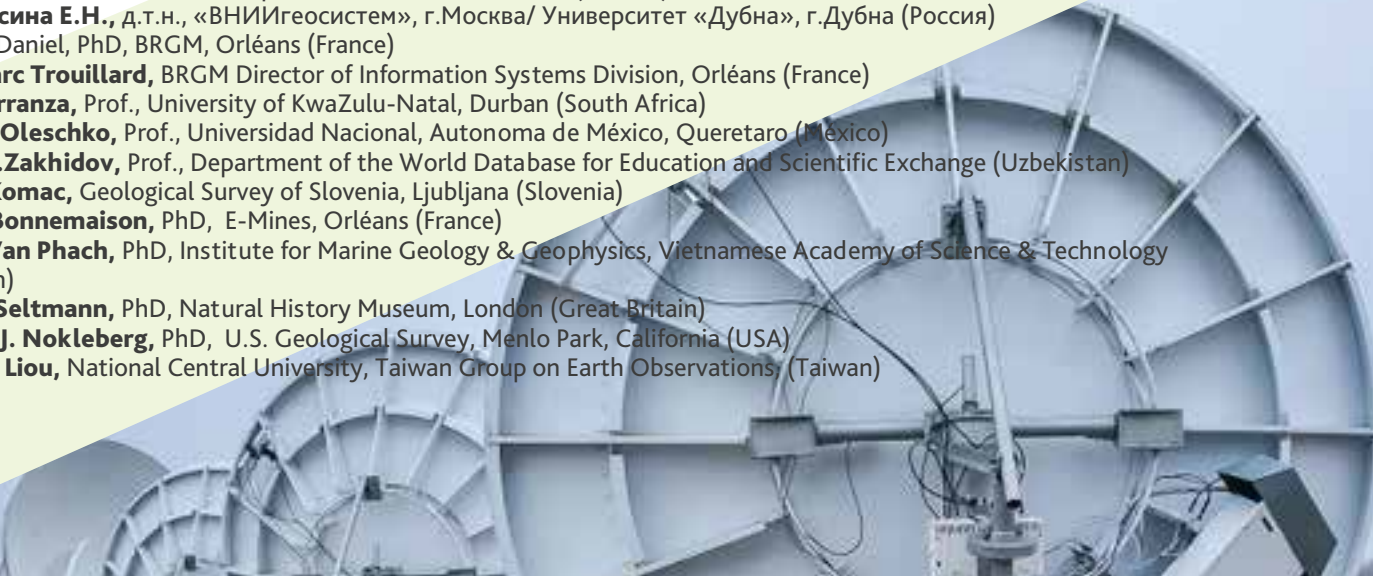 сина Е.Н., д.т.н., «ВНИИгеосистем», г.Москва/ Университет «Дубна», г.Дубна (Россия)
Daniel, PhD, BRGM, Orléans (France)
rc Trouillard, BRGM Director of Information Systems Division, Orléans (France)
rranza, Prof., University of KwaZulu-Natal, Durban (South Africa)
Oleschko, Prof., Universidad Nacional, Autonoma de México, Queretaro (México)
.Zakhidov, Prof., Department of the World Database for Education and Scientific Exchange (Uzbekistan)
Komac, Geological Survey of Slovenia, Ljubljana (Slovenia)
Bonnemaison, PhD, E-Mines, Orléans (France)
Van Phach, PhD, Institute for Marine Geology & Geophysics, Vietnamese Academy of Science & Technology
n)
Seltmann, PhD, Natural History Museum, London (Great Britain)
J. Nokleberg, PhD, U.S. Geological Survey, Menlo Park, California (USA)
Liou, National Central University, Taiwan Group on Earth Observations, (Taiwan)